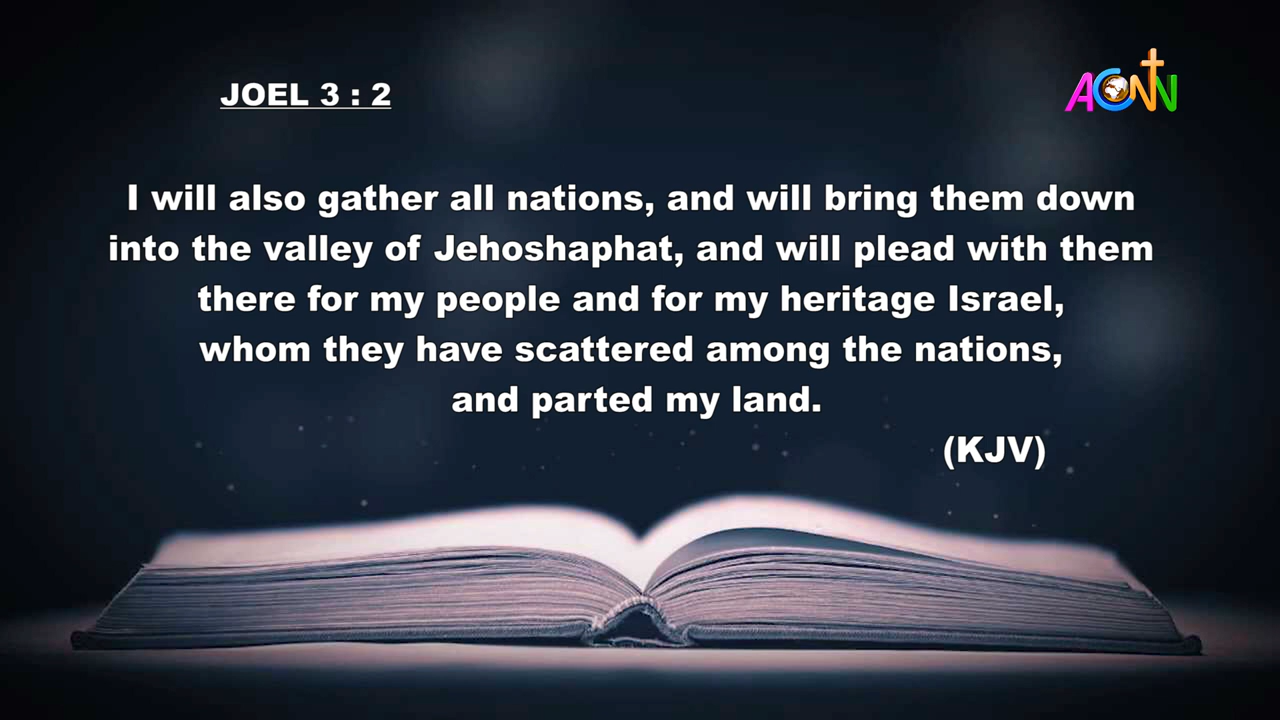 JOEL 3 : 2
ACNN
I will also gather all nations, and will bring them down
into the valley of Jehoshaphat, and will plead with them
there for my people and for my heritage Israel,
whom they have scattered among the nations,
and parted my land.
(KJV)